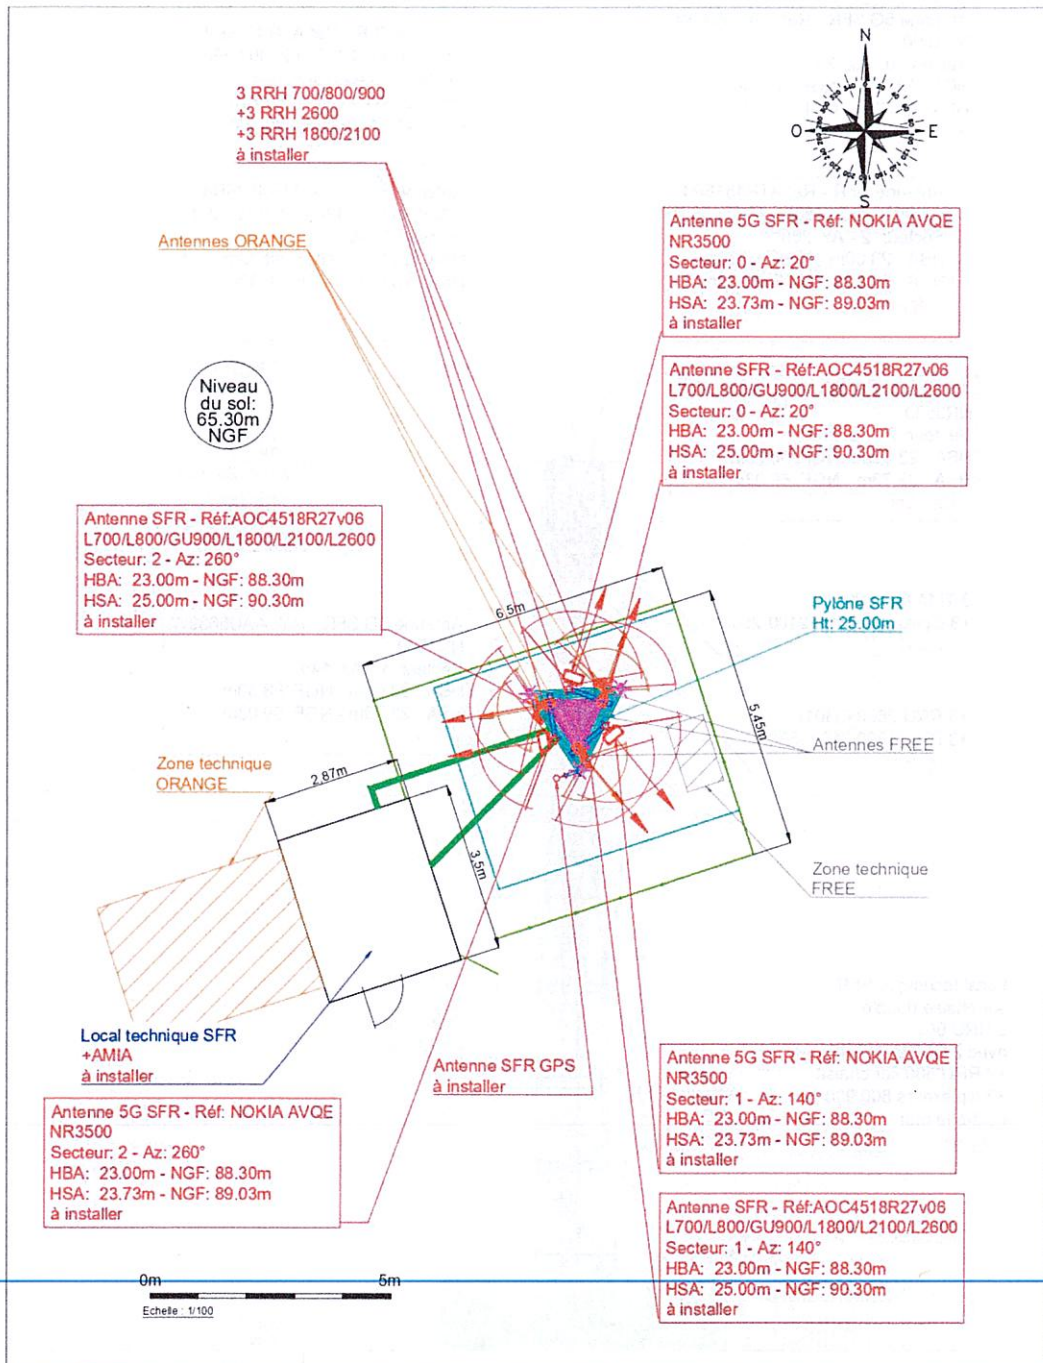 3 RRH 700/800/900
+3 RRH 2600
+3 RRH 1800/2100
à installer
N
O
E
S
Antennes ORANGE
Antenne 5G SFR - Réf: NOKIA AVQE
NR3500
Secteur: 0 - Az: 20°
HBA: 23.00m - NGF: 88.30m
HSA: 23.73m - NGF: 89.03m
à installer
Niveau
du sol:
65.30m
NGF
Antenne SFR - Réf:AOC4518R27v06
L700/L800/GU900/L1800/L2100/L2600
Secteur: 0 - Az: 20°
HBA: 23.00m - NGF: 88.30m
HSA: 25.00m - NGF: 90.30m
à installer
Antenne SFR - Réf:AOC4518R27v06
L700/L800/GU900/L1800/L2100/L2600
Secteur: 2 - Az: 260°
HBA: 23.00m - NGF: 88.30m
HSA: 25.00m - NGF: 90.30m
à installer
6,5m
Pylône SFR
Ht: 25.00m
5,45m
Antennes FREE
Zone technique
ORANGE
2,87m
3,5m
Zone technique
FREE
Local technique SFR
+AMIA
à installer
Antenne SFR GPS
à installer
Antenne 5G SFR - Réf: NOKIA AVQE
NR3500
Secteur: 1 - Az: 140°
HBA: 23.00m - NGF: 88.30m
HSA: 23.73m - NGF: 89.03m
à installer
Antenne 5G SFR - Réf: NOKIA AVQE
NR3500
Secteur: 2 - Az: 260°
HBA: 23.00m - NGF: 88.30m
HSA: 23.73m - NGF: 89.03m
à installer
Antenne SFR - Réf:AOC4518R27v06
L700/L800/GU900/L1800/L2100/L2600
Secteur: 1 - Az: 140°
HBA: 23.00m - NGF: 88.30m
HSA: 25.00m - NGF: 90.30m
à installer
0m
5m
Echelle : 1/100